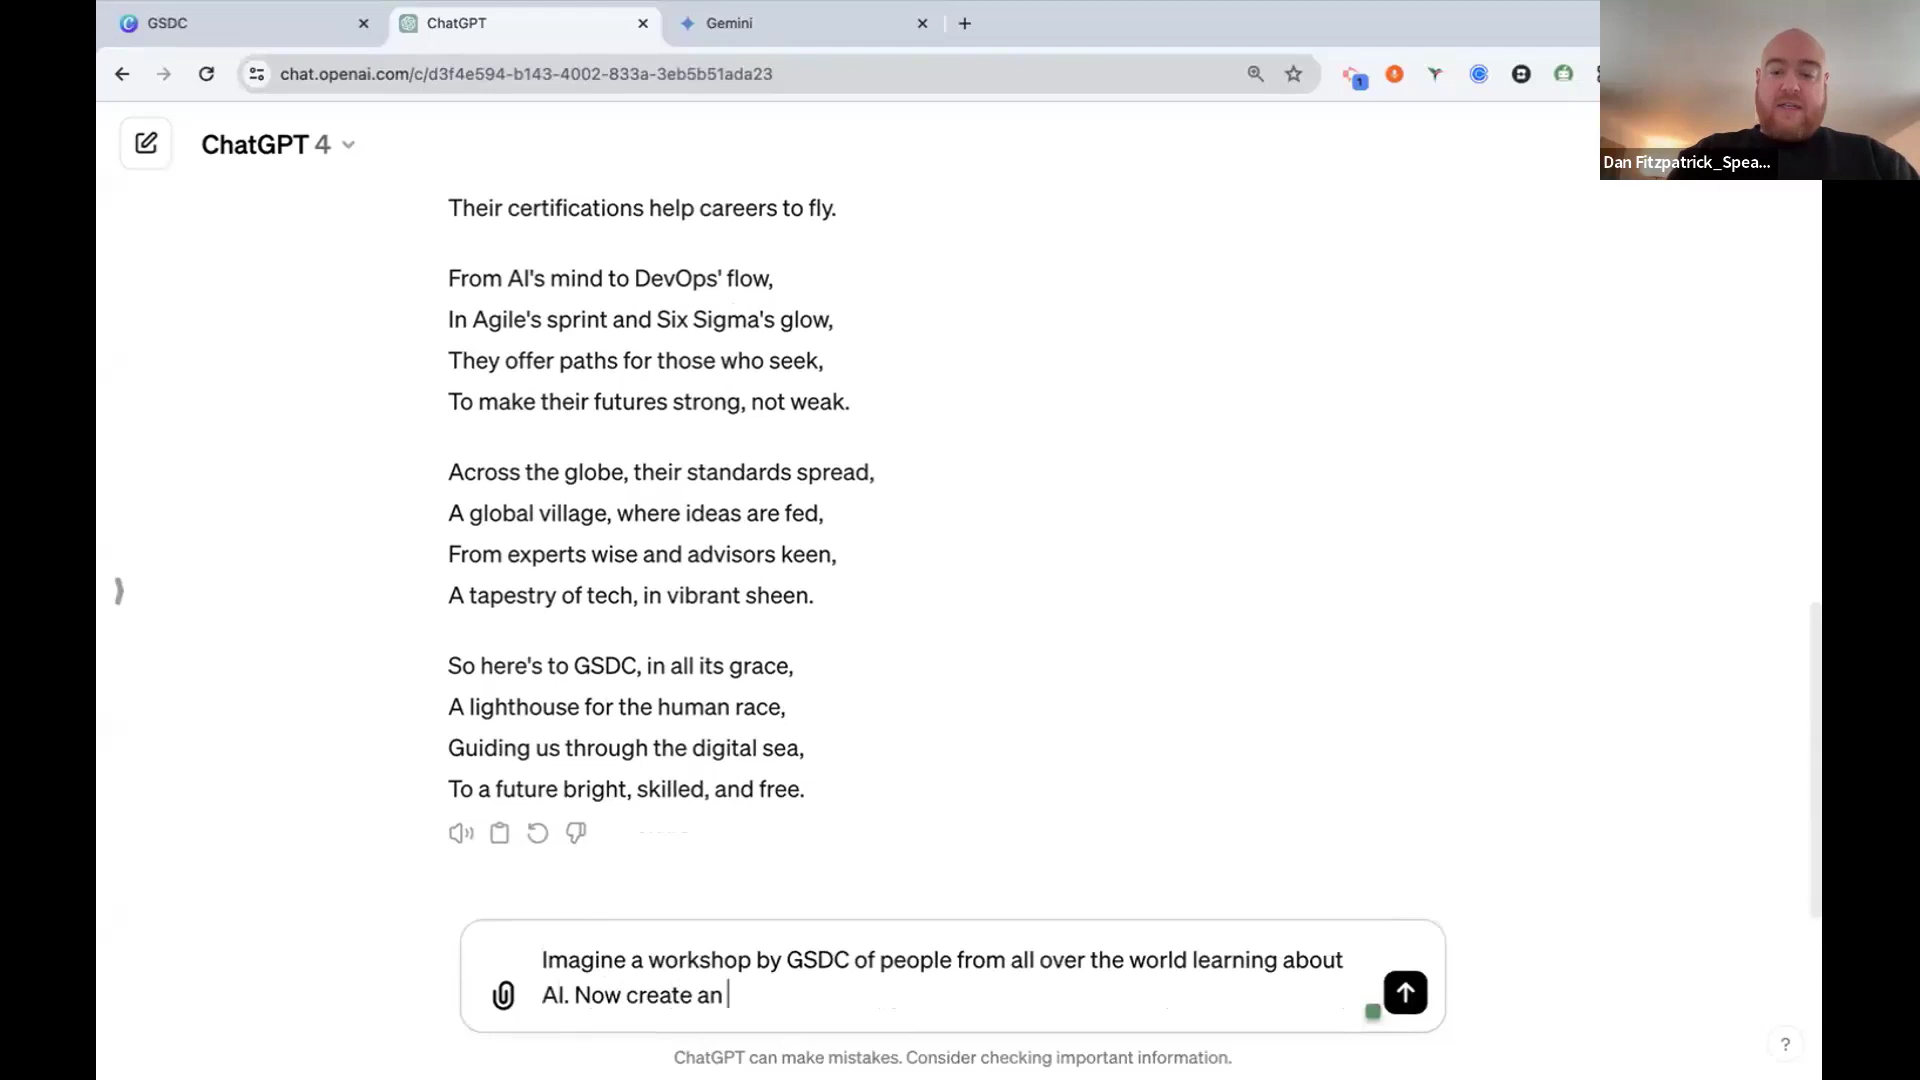 GSDC
ChatGPT
Gemini
chat.openai.com/c/d3f4e594-b143-4002-833a-3eb5b51ada23
1
Dan Fitzpatrick_Spea...
ChatGPT 4
Their certifications help careers to fly.
From AI's mind to DevOps' flow,
In Agile's sprint and Six Sigma's glow,
They offer paths for those who seek,
To make their futures strong, not weak.
Across the globe, their standards spread,
A global village, where ideas are fed,
From experts wise and advisors keen,
A tapestry of tech, in vibrant sheen.
So here's to GSDC, in all its grace,
A lighthouse for the human race,
Guiding us through the digital sea,
To a future bright, skilled, and free.
Imagine a workshop by GSDC of people from all over the world learning about
AI. Now create an
ChatGPT can make mistakes. Consider checking important information.
?